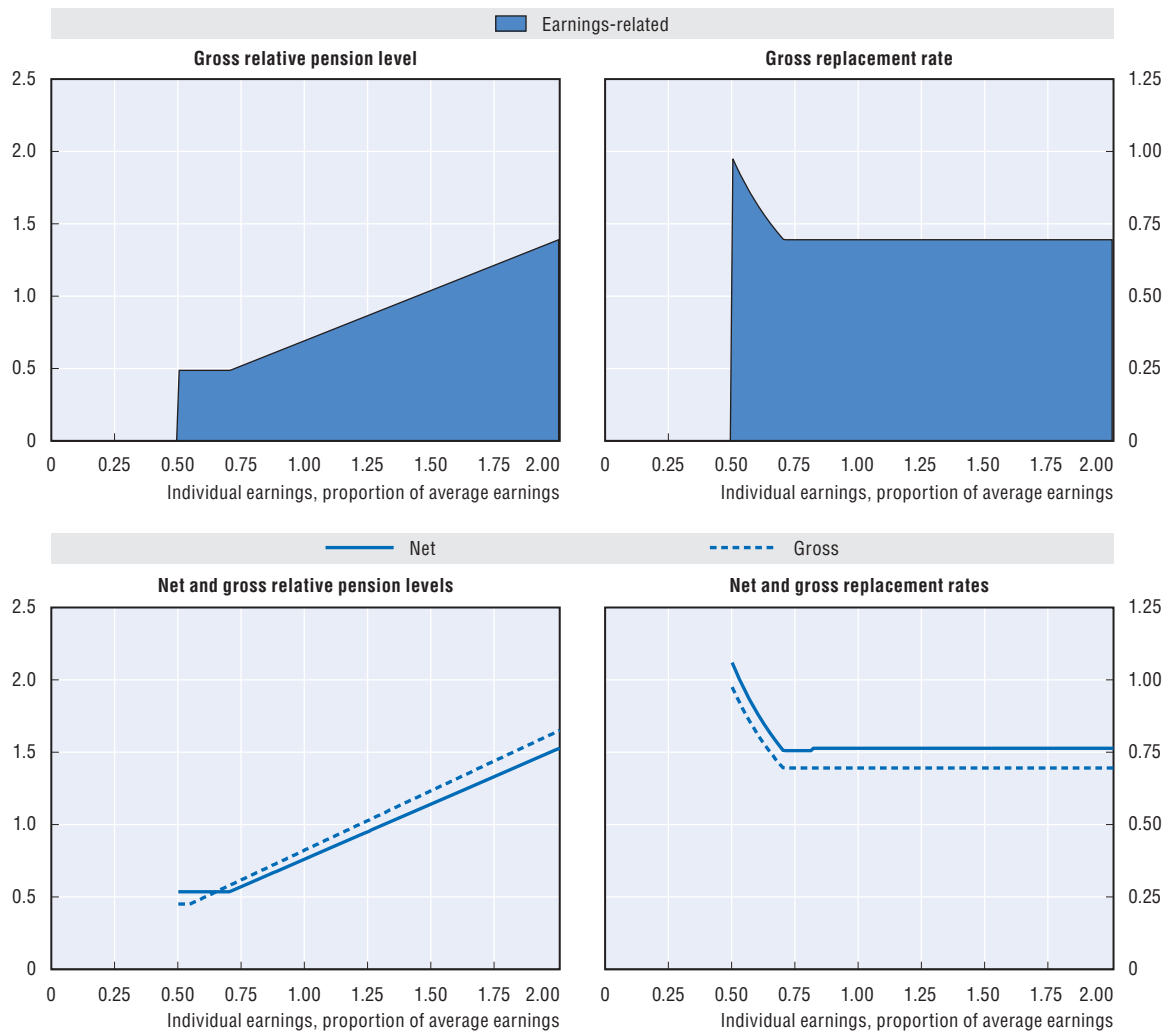 Earnings-related
Gross relative pension level
2.5
2.0
1.5
1.0
0.5
0
0 0.25 0.50 0.75 1.00 1.25 1.50 1.75 2.00
Individual earnings, proportion of average earnings
Gross replacement rate
1.25
1.00
0.75
0.50
0.25
0
0 0.25 0.50 0.75 1.00 1.25 1.50 1.75 2.00
Individual earnings, proportion of average earnings
Net Gross
Net and gross relative pension levels
2.5
2.0
1.5
1.0
0.5
0
0 0.25 0.50 0.75 1.00 1.25 1.50 1.75 2.00
Individual earnings, proportion of average earnings
Net and gross replacement rates
1.25
1.00
0.75
0.50
0.25
0
0 0.25 0.50 0.75 1.00 1.25 1.50 1.75 2.00
Individual earnings, proportion of average earnings